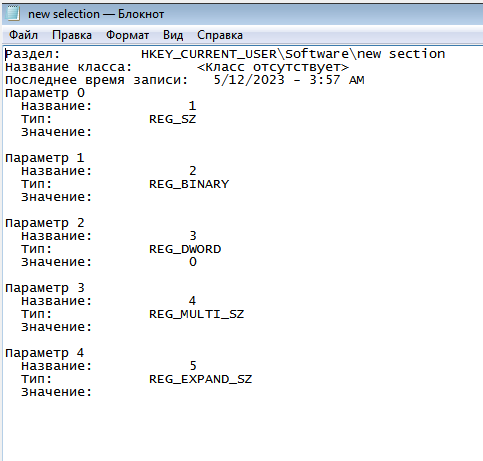 new selection — Блокнот
Файл Правка Формат Вид Справка
Раздел: HKEY_CURRENT_USER\Software\new section
Название класса: <Класс отсутствует>
Последнее время записи: 5/12/2023 - 3:57 AM
Параметр 0
Название: 1
Тип: REG_SZ
Значение:
Параметр 1
Название: 2
Тип: REG_BINARY
Значение:
Параметр 2
Название: 3
Тип: REG_DWORD
Значение: 0
Параметр 3
Название: 4
Тип: REG_MULTI_SZ
Значение:
Параметр 4
Название: 5
Тип: REG_EXPAND_SZ
Значение: